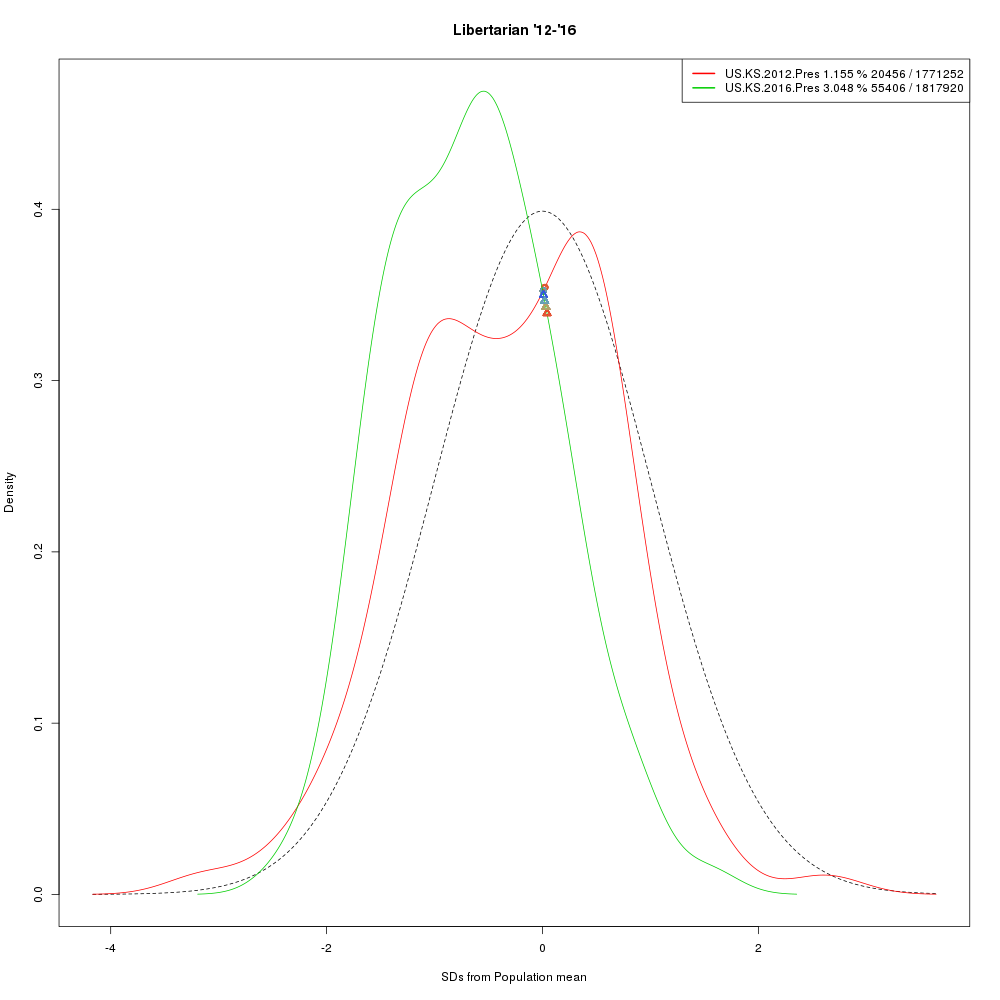 Libertarian '12-'16
US.KS.2012.Pres 1.155 % 20456 / 1771252
US.KS.2016.Pres 3.048 % 55406 / 1817920
Density
0.4
0.3
0.2
0.1
0.0
-4 -2 0 2
SDs from Population mean